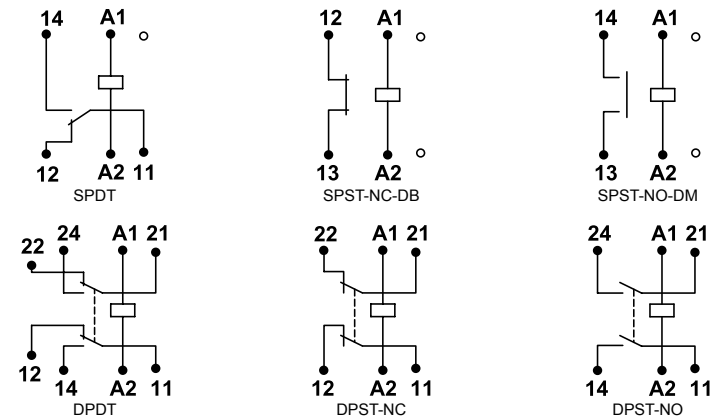 14 A1
12 A2 11
SPDT
12 A1
13 A2
SPST-NC-DB
14 A1
13 A2
SPST-NO-DM
22 24 A1 21
12 14 A2 11
DPDT
22 A1 21
12 A2 11
DPST-NC
24 A1 21
14 A2 11
DPST-NO